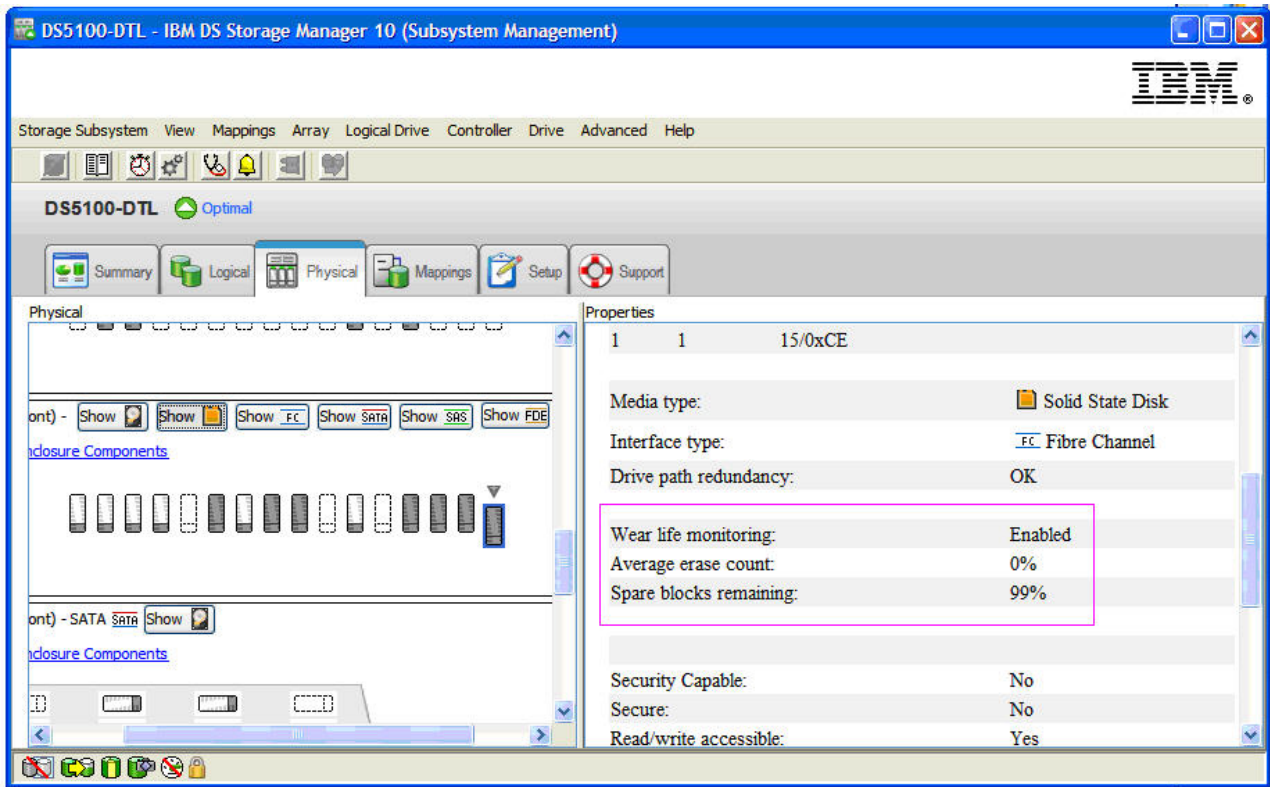 DS5100-DTL - IBM DS Storage Manager 10 (Subsystem Management)
IBM®
Storage Subsystem View Mappings Array Logical Drive Controller Drive Advanced Help
DS5100-DTL Optimal
Summary Logical Physical Mappings Setup Support
Physical
ont) - Show Show Show FC Show SATA Show SAS Show FDE
nclosure Components
ont) - SATA SATA Show
nclosure Components
Properties
1 1 15/0xCE
Media type: Solid State Disk
Interface type: FC Fibre Channel
Drive path redundancy: OK
Wear life monitoring: Enabled
Average erase count: 0%
Spare blocks remaining: 99%
Security Capable: No
Secure: No
Read/write accessible: Yes